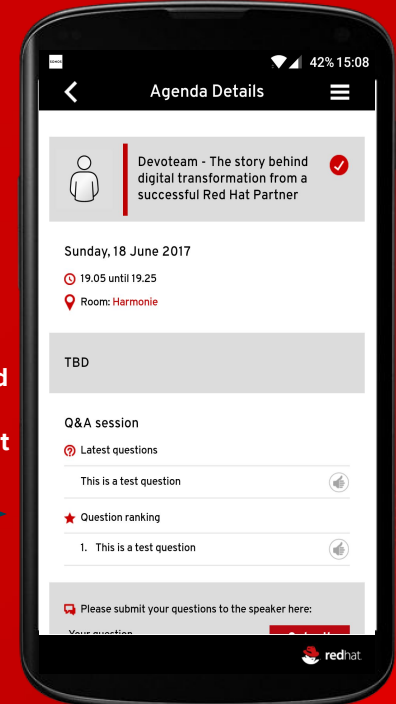 42% 15:08
Agenda Details
Devoteam - The story behind
digital transformation from a
successful Red Hat Partner
Sunday, 18 June 2017
19.05 until 19.25
Room: Harmonie
TBD
d
Q&A session
t
Latest questions
This is a test question
Question ranking
1. This is a test question
Please submit your questions to the speaker here:
Your question
redhat